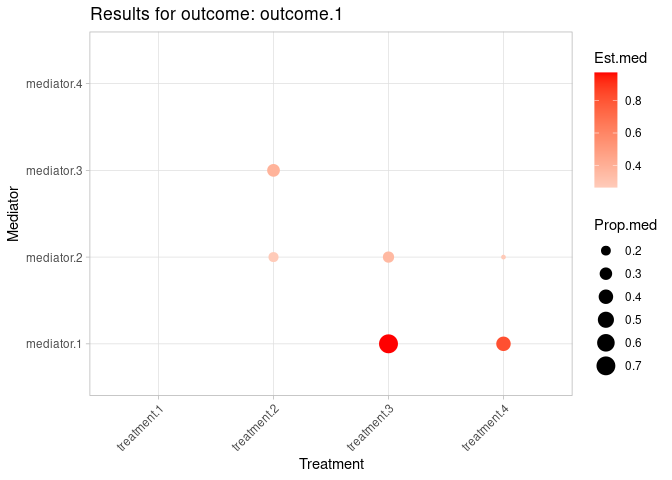 Results for outcome: outcome.1
Mediator
mediator.4
mediator.3
mediator.2
mediator.1
treatment.1
treatment.2
treatment.3
treatment.4
Treatment
Est.med
0.8
0.6
0.4
Prop.med
0.2
0.3
0.4
0.5
0.6
0.7